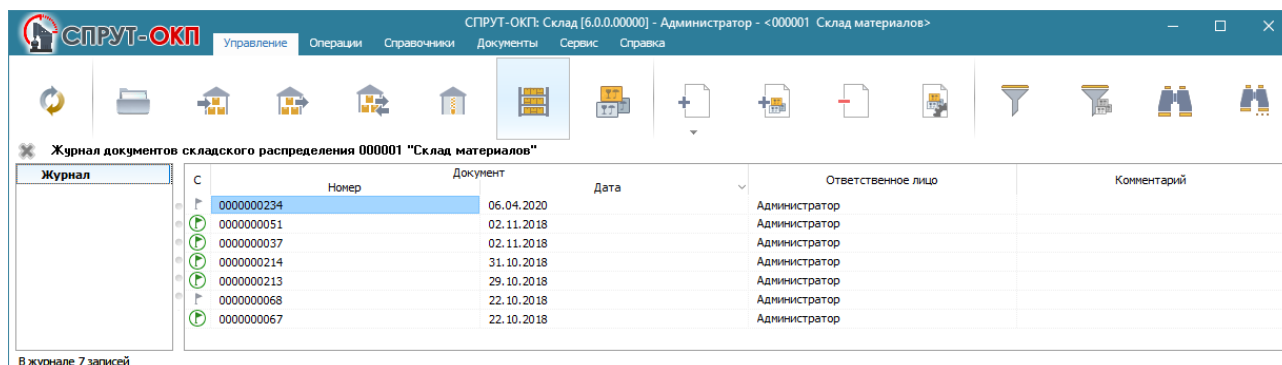 СПРУТ-ОКП: Склад [6.0.0.00000] - Администратор - <000001 Склад материалов>
СПРУТ-ОКП
Управление Операции Справочники Документы Сервис Справка
Журнал документов складского распределения 000001 "Склад материалов"
Журнал
С Документ Ответственное лицо Комментарий
Номер Дата
0000000234 06.04.2020 Администратор
0000000051 02.11.2018 Администратор
0000000037 02.11.2018 Администратор
0000000214 31.10.2018 Администратор
0000000213 29.10.2018 Администратор
0000000068 22.10.2018 Администратор
0000000067 22.10.2018 Администратор
В журнале 7 записей